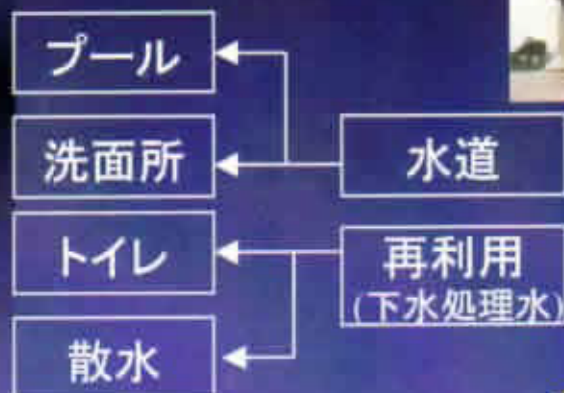 プール
洗面所
水道
トイレ
再利用
(下水処理水)
散水